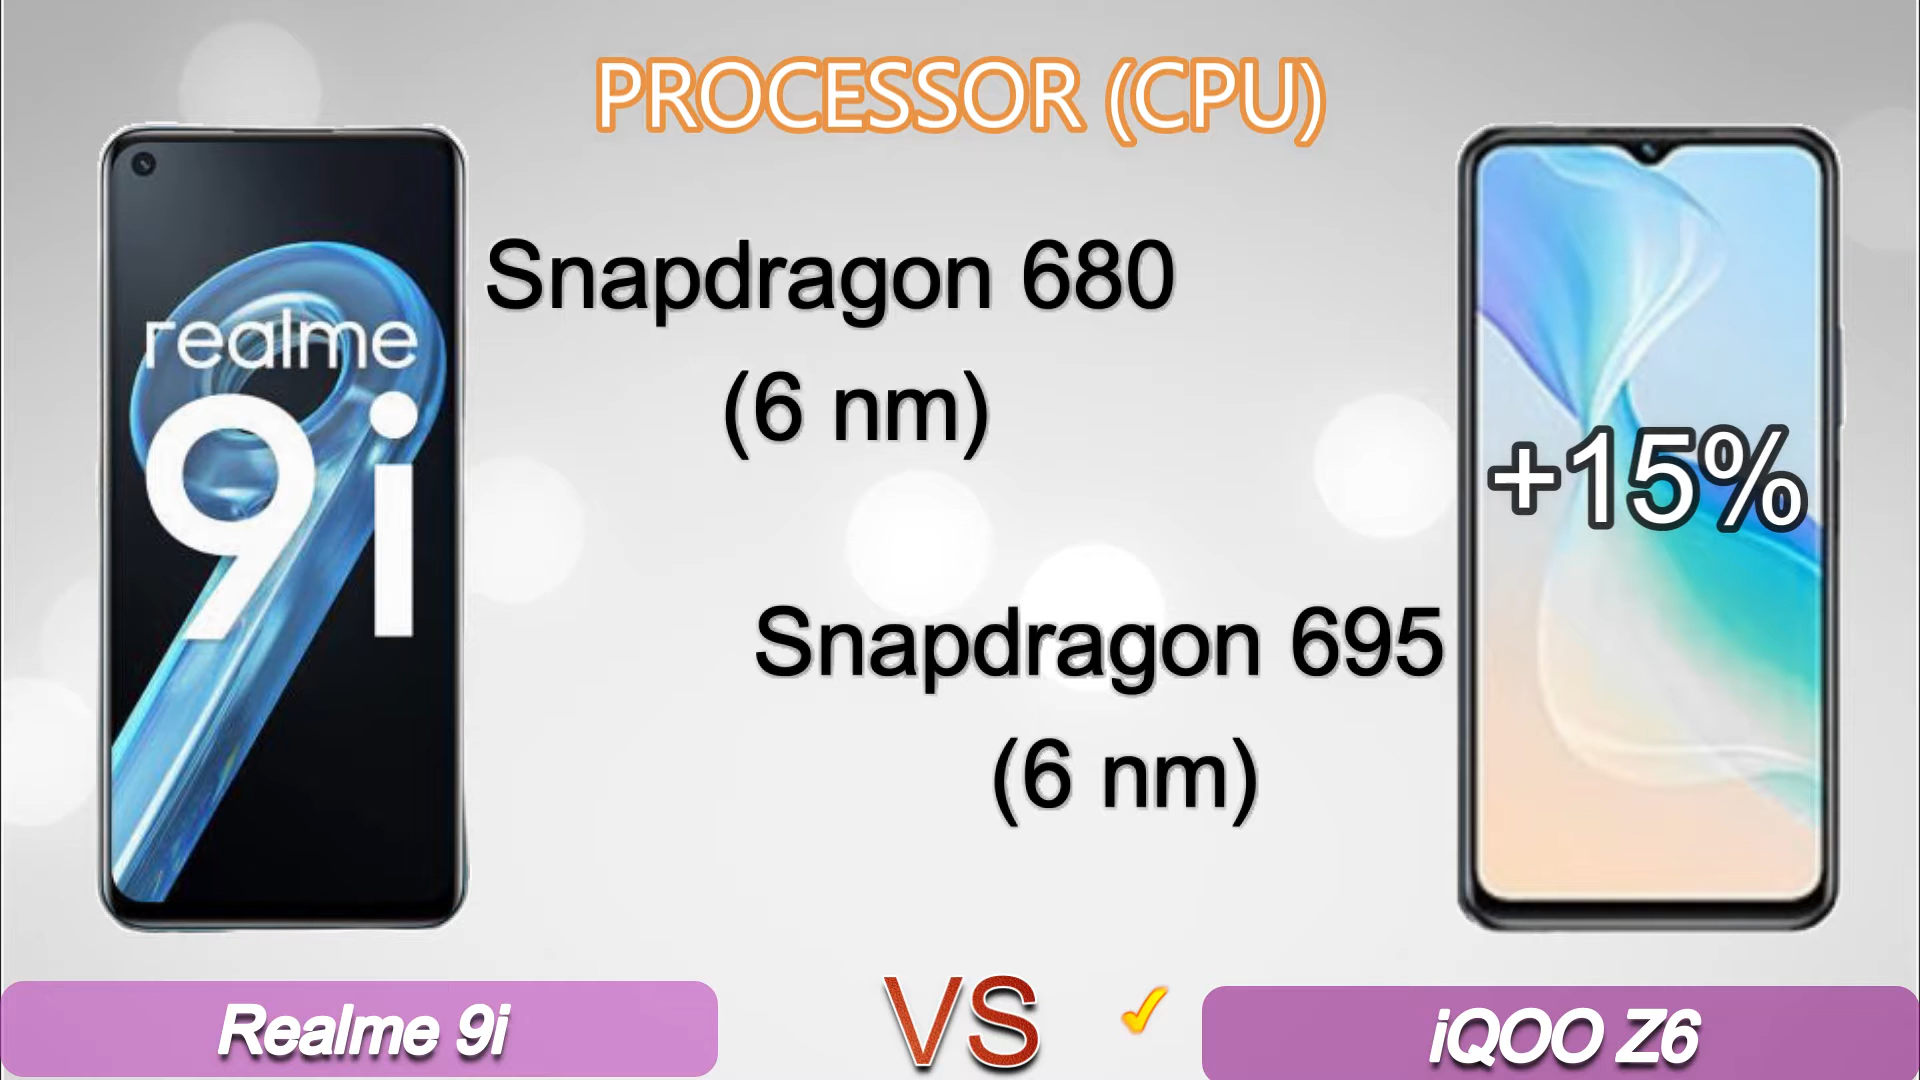 PROCESSOR (CPU)
realme
9i
Snapdragon 680
(6 nm)
+15%
Snapdragon 695
(6 nm)
Realme 9i
VS
iQOO Z6